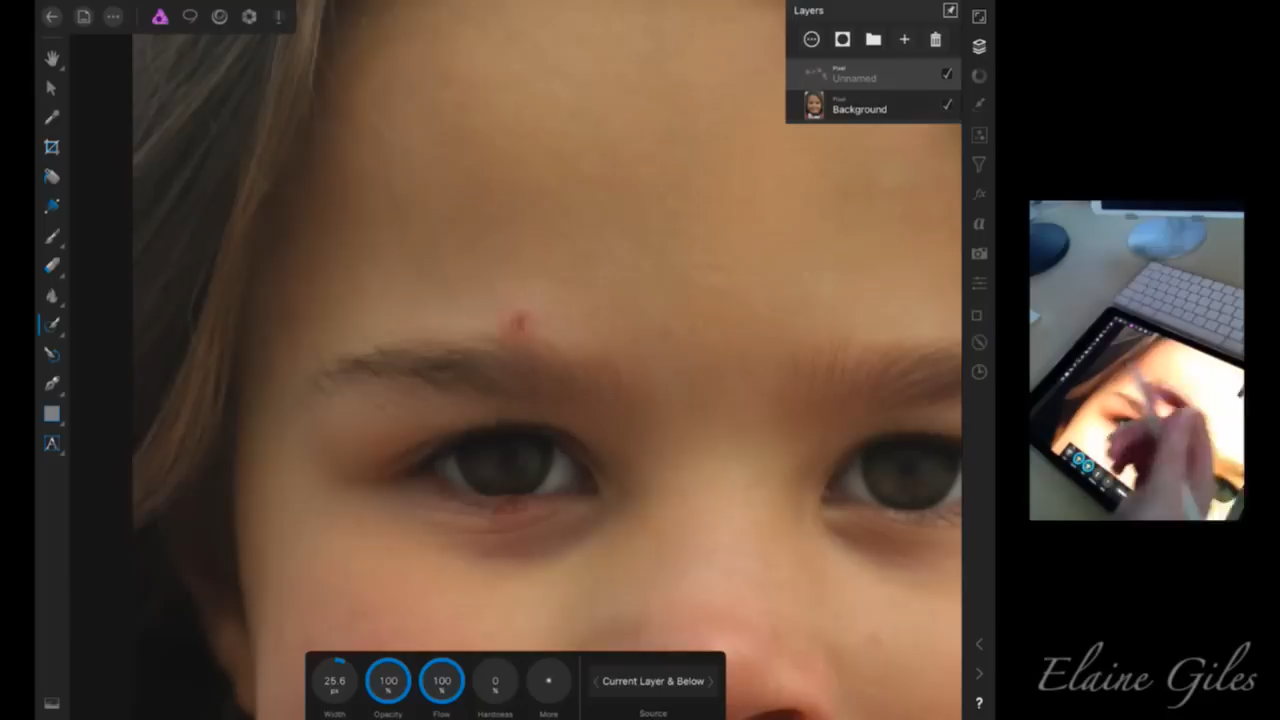 Layers
Pixel
Unnamed
Pixel
Background
fx
a
A
25.6
px
100
%
100
%
0
%
Current Layer & Below
Width
Opacity
Flow
Hardness
More
Source
?
Elaine Giles